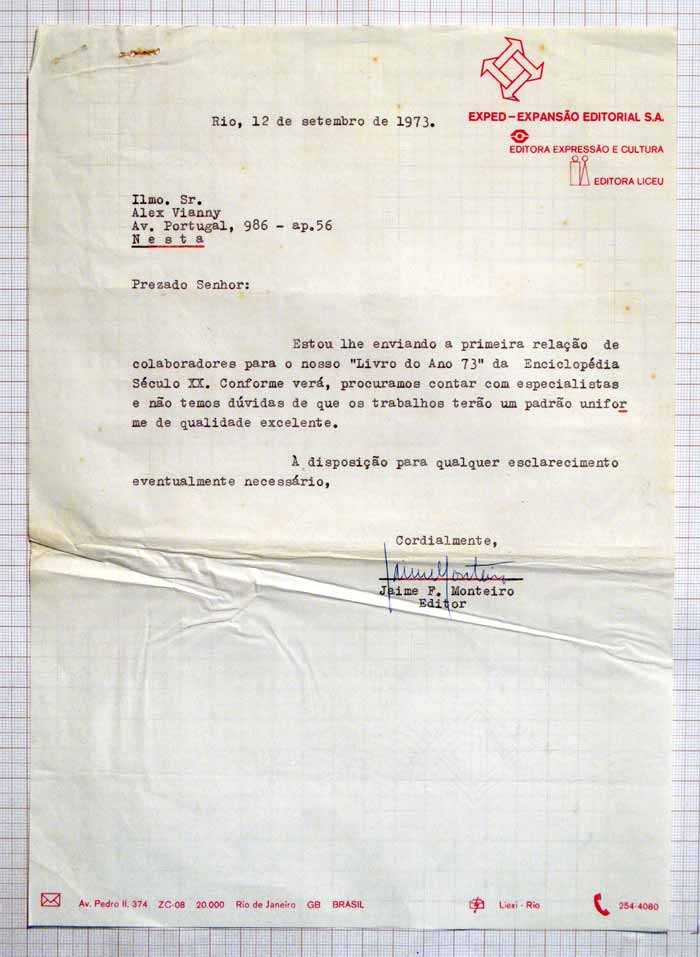 EXPED-EXPANSÃO EDITORIAL S.A.
EDITORA EXPRESSÃO E CULTURA
EDITORA LICEU
Rio, 12 de setembro de 1973.
Ilmo. Sr.
Alex Vianny
Av. Portugal, 986 - ap.56
Nesta
Prezado Senhor:
Estou lhe enviando a primeira relação de
colaboradores para o nosso "Livro do Ano 73" da Enciclopédia
Século XX. Conforme verá, procuramos contar com especialistas
e não temos dúvidas de que os trabalhos terão um padrão unifor
me de qualidade excelente.
À disposição para qualquer esclarecimento
eventualmente necessário,
Cordialmente,
Jaime Monteiro
Jaime F. Monteiro
Editor
Av. Pedro II, 374 ZC-08 20.000 Rio de Janeiro GB BRASIL
Liexi - Rio
254-4080